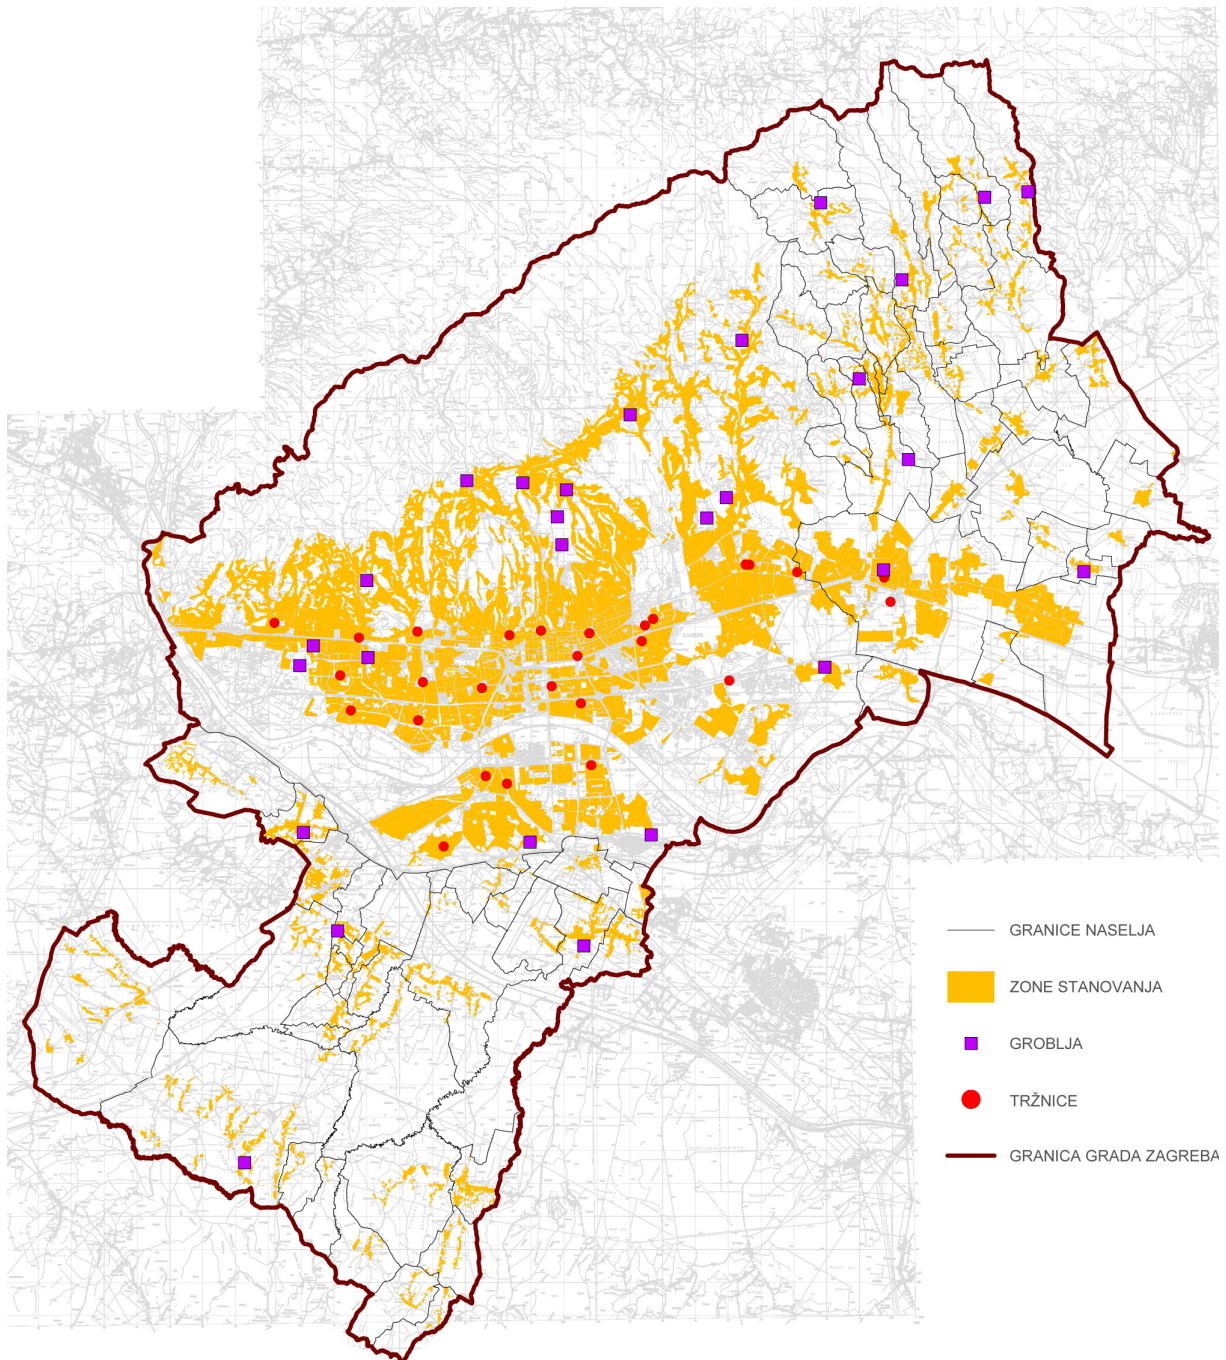 GRANICE NASELJA
ZONE STANOVANJA
GROBLJA
TRŽNICE
GRANICA GRADA ZAGREBA